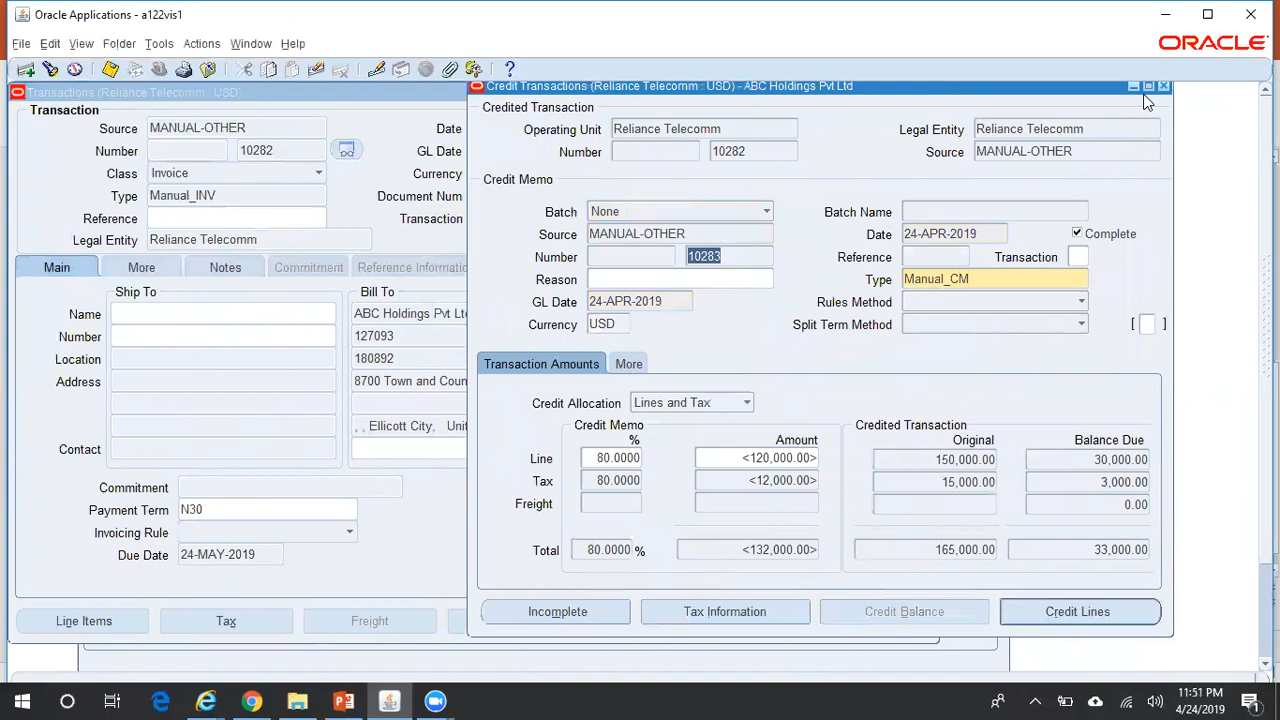 Oracle Applications - a122vis1
File Edit View Folder Tools Actions Window Help
ORACLE
Transactions (Reliance Telecomm : USD)
Transaction
Source MANUAL-OTHER Date
Number 10282 GL Date
Class Invoice Currency
Type Manual_INV Document Num
Reference Transaction
Legal Entity Reliance Telecomm
Main More Notes Commitment Reference Information
Ship To Bill To
Name ABC Holdings Pvt Ltd
Number 127093
Location 180892
Address 8700 Town and Coun
, , Ellicott City, Unit
Contact
Commitment
Payment Term N30
Invoicing Rule
Due Date 24-MAY-2019
Line Items Tax Freight
Credit Transactions (Reliance Telecomm : USD) - ABC Holdings Pvt Ltd
Credited Transaction
Operating Unit Reliance Telecomm Legal Entity Reliance Telecomm
Number 10282 Source MANUAL-OTHER
Credit Memo
Batch None Batch Name
Source MANUAL-OTHER Date 24-APR-2019 Complete
Number 10283 Reference Transaction
Reason Type Manual_CM
GL Date 24-APR-2019 Rules Method
Currency USD Split Term Method [ ]
Transaction Amounts More
Credit Allocation Lines and Tax
Credit Memo Credited Transaction
% Amount Original Balance Due
Line 80.0000 <120,000.00> 150,000.00 30,000.00
Tax 80.0000 <12,000.00> 15,000.00 3,000.00
Freight 0.00
Total 80.0000 % <132,000.00> 165,000.00 33,000.00
Incomplete Tax Information Credit Balance Credit Lines
11:51 PM
4/24/2019
1